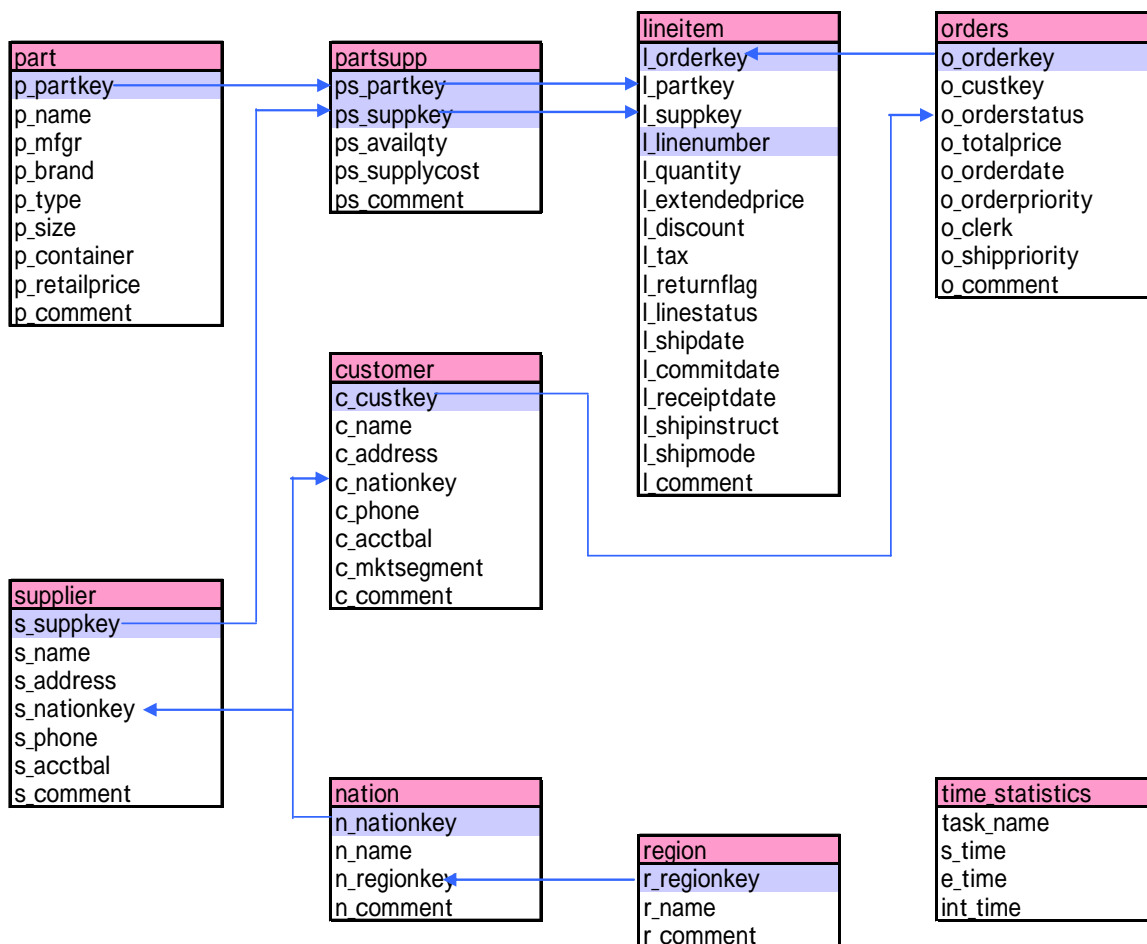 part
p_partkey
p_name
p_mfgr
p_brand
p_type
p_size
p_container
p_retailprice
p_comment
partsupp
ps_partkey
ps_suppkey
ps_availqty
ps_supplycost
ps_comment
lineitem
l_orderkey
l_partkey
l_suppkey
l_linenumber
l_quantity
l_extendedprice
l_discount
l_tax
l_returnflag
l_linestatus
l_shipdate
l_commitdate
l_receiptdate
l_shipinstruct
l_shipmode
l_comment
orders
o_orderkey
o_custkey
o_orderstatus
o_totalprice
o_orderdate
o_orderpriority
o_clerk
o_shippriority
o_comment
customer
c_custkey
c_name
c_address
c_nationkey
c_phone
c_acctbal
c_mktsegment
c_comment
supplier
s_suppkey
s_name
s_address
s_nationkey
s_phone
s_acctbal
s_comment
nation
n_nationkey
n_name
n_regionkey
n_comment
region
r_regionkey
r_name
r_comment
time_statistics
task_name
s_time
e_time
int_time